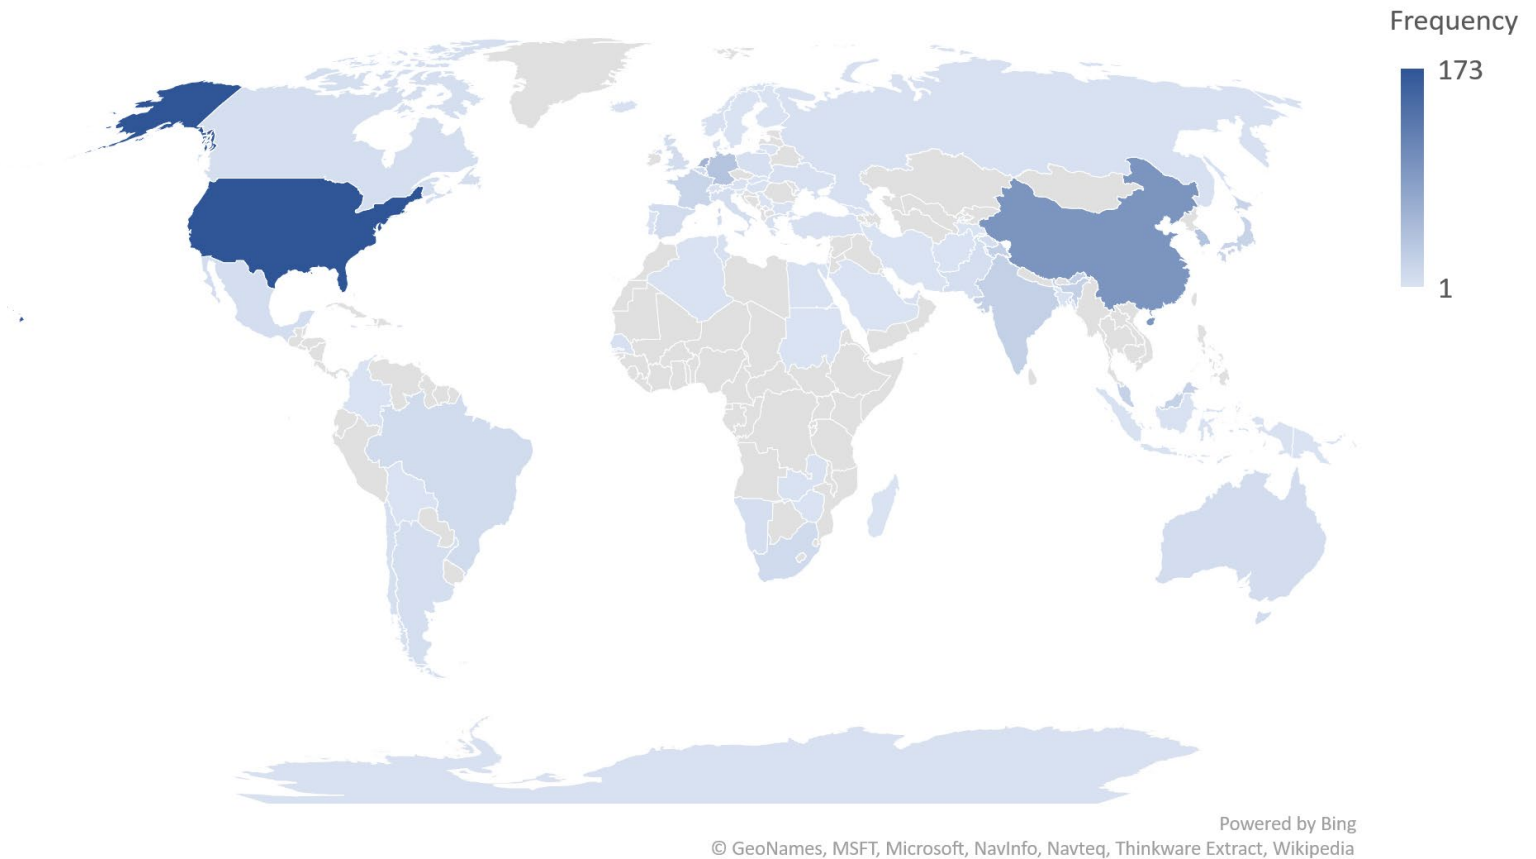 Frequency
173
1
Powered by Bing
© GeoNames, MSFT, Microsoft, NavInfo, Navteq, Thinkware Extract, Wikipedia